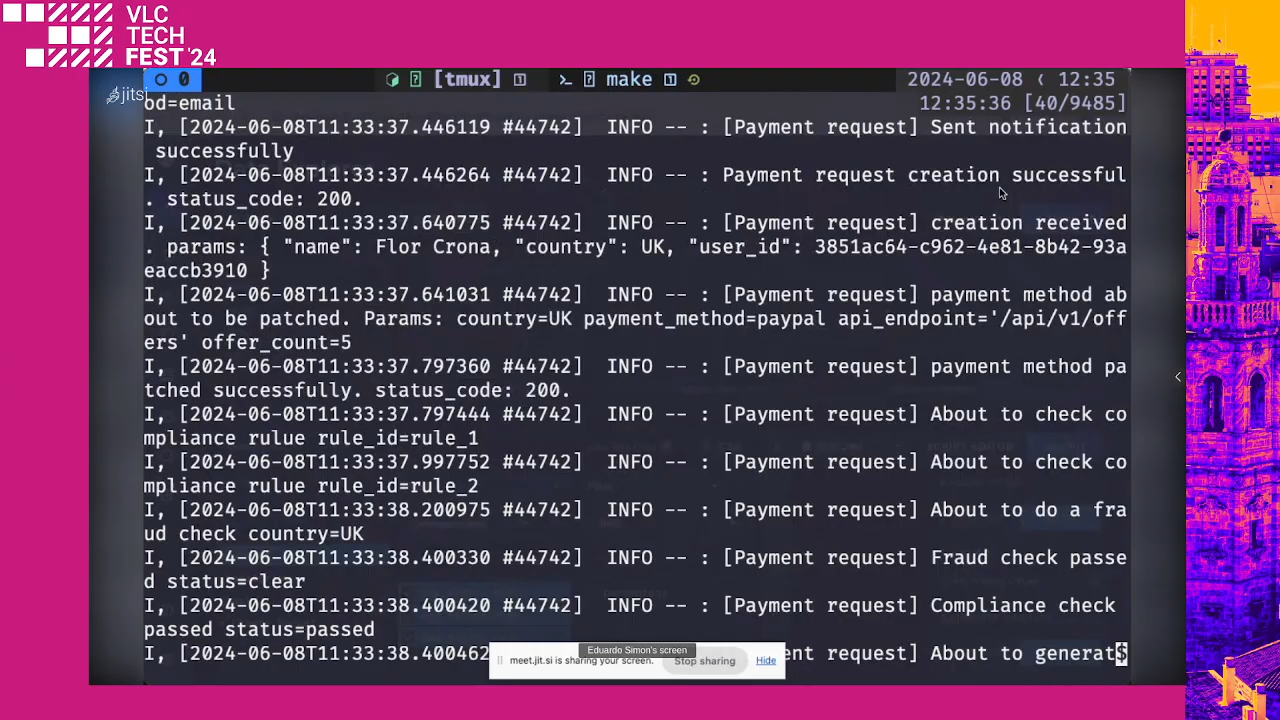 VLC
TECH
FEST '24
0 [tmux] 1 make 1 2024-06-08 12:35
jitsi
od=email 12:35:36 [40/9485]
I, [2024-06-08T11:33:37.446119 #44742] INFO -- : [Payment request] Sent notification
successfully
I, [2024-06-08T11:33:37.446264 #44742] INFO -- : Payment request creation successful
. status_code: 200.
I, [2024-06-08T11:33:37.640775 #44742] INFO -- : [Payment request] creation received
. params: { "name": Flor Crona, "country": UK, "user_id": 3851ac64-c962-4e81-8b42-93a
eaccb3910 }
I, [2024-06-08T11:33:37.641031 #44742] INFO -- : [Payment request] payment method ab
out to be patched. Params: country=UK payment_method=paypal api_endpoint='/api/v1/off
ers' offer_count=5
I, [2024-06-08T11:33:37.797360 #44742] INFO -- : [Payment request] payment method pa
tched successfully. status_code: 200.
I, [2024-06-08T11:33:37.797444 #44742] INFO -- : [Payment request] About to check co
mpliance rulue rule_id=rule_1
I, [2024-06-08T11:33:37.997752 #44742] INFO -- : [Payment request] About to check co
mpliance rulue rule_id=rule_2
I, [2024-06-08T11:33:38.200975 #44742] INFO -- : [Payment request] About to do a fra
ud check country=UK
I, [2024-06-08T11:33:38.400330 #44742] INFO -- : [Payment request] Fraud check passe
d status=clear
I, [2024-06-08T11:33:38.400420 #44742] INFO -- : [Payment request] Compliance check
passed status=passed
I, [2024-06-08T11:33:38.400462 nt request] About to generat$
Eduardo Simon's screen
meet.jit.si is sharing your screen. Stop sharing Hide